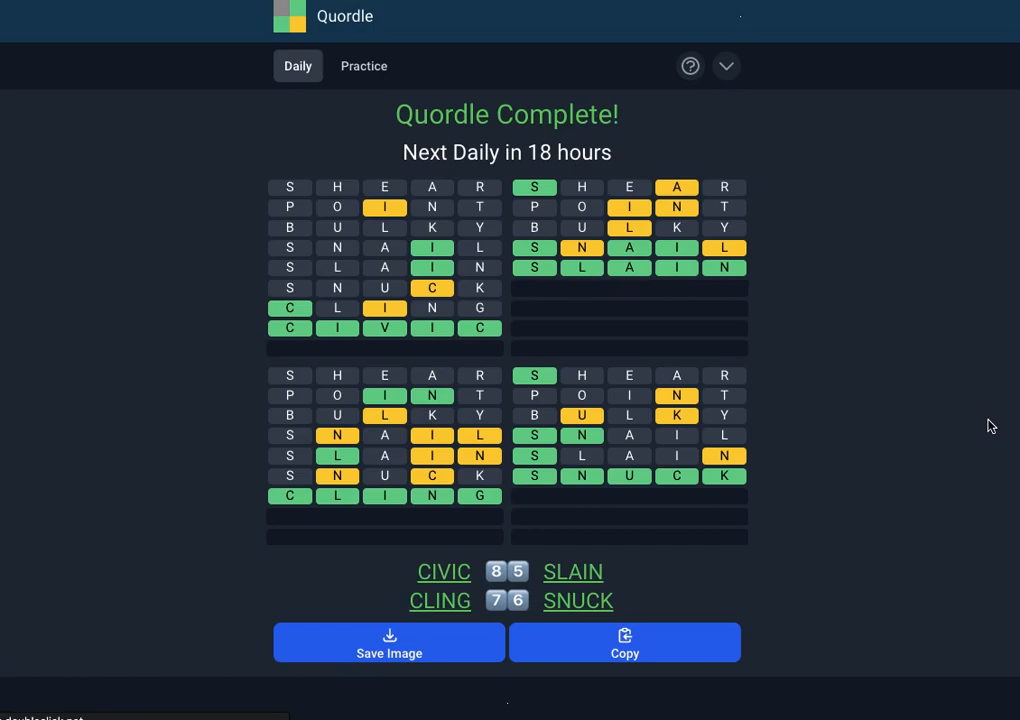 Quordle
Daily Practice
Quordle Complete!
Next Daily in 18 hours
S H E A R S H E A R
P O I N T P O I N T
B U L K Y B U L K Y
S N A I L S N A I L
S L A I N S L A I N
S N U C K
C L I N G
C I V I C
S H E A R S H E A R
P O I N T P O I N T
B U L K Y B U L K Y
S N A I L S N A I L
S L A I N S L A I N
S N U C K S N U C K
C L I N G
CIVIC 8 5 SLAIN
CLING 7 6 SNUCK
Save Image Copy